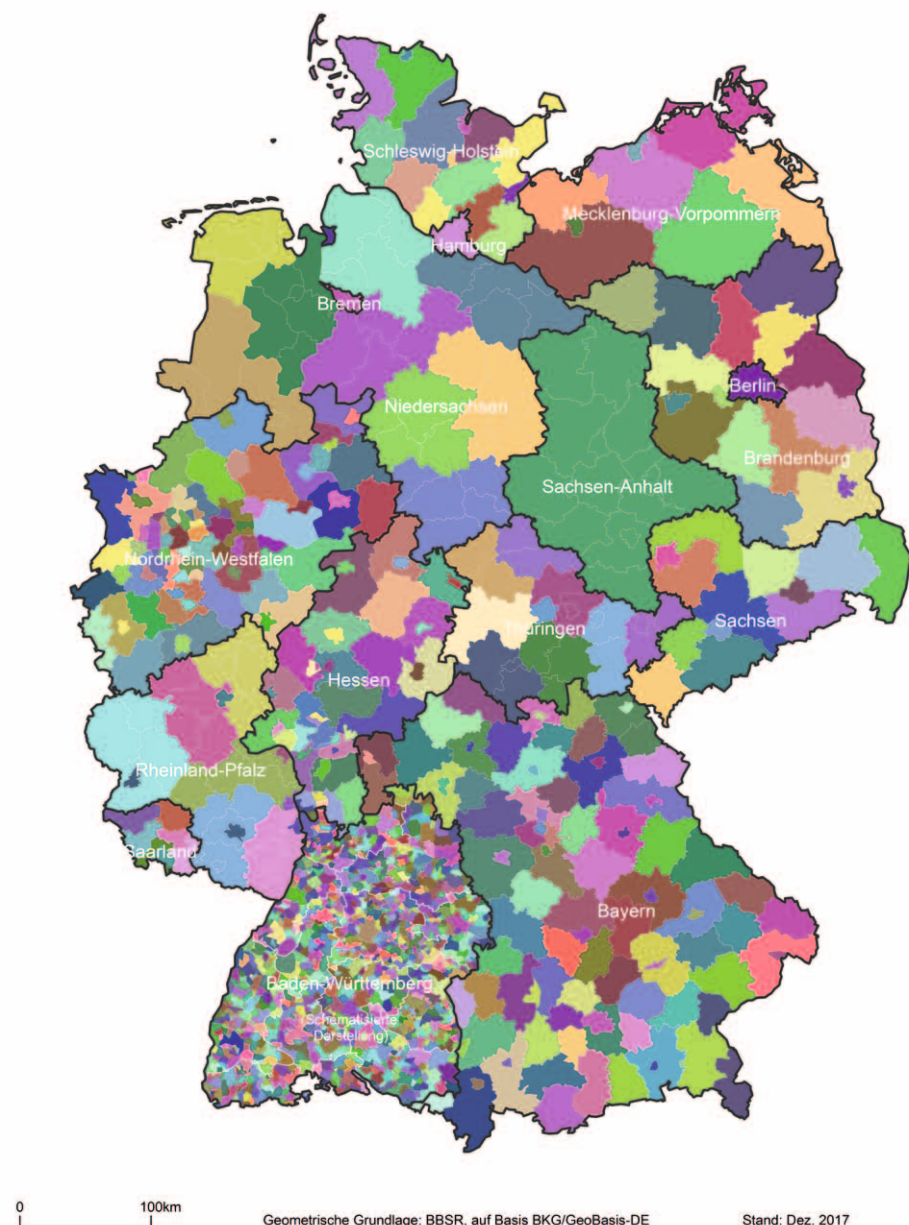 Schleswig-Holstein
Mecklenburg-Vorpommern
Hamburg
Bremen
Berlin
Niedersachsen
Brandenburg
Sachsen-Anhalt
Nordrhein-Westfalen
Sachsen
Thüringen
Hessen
Rheinland-Pfalz
Saarland
Bayern
Baden-Württemberg
(Schematisierte
Darstellung)
0 100km
Geometrische Grundlage: BBSR, auf Basis BKG/GeoBasis-DE Stand: Dez. 2017